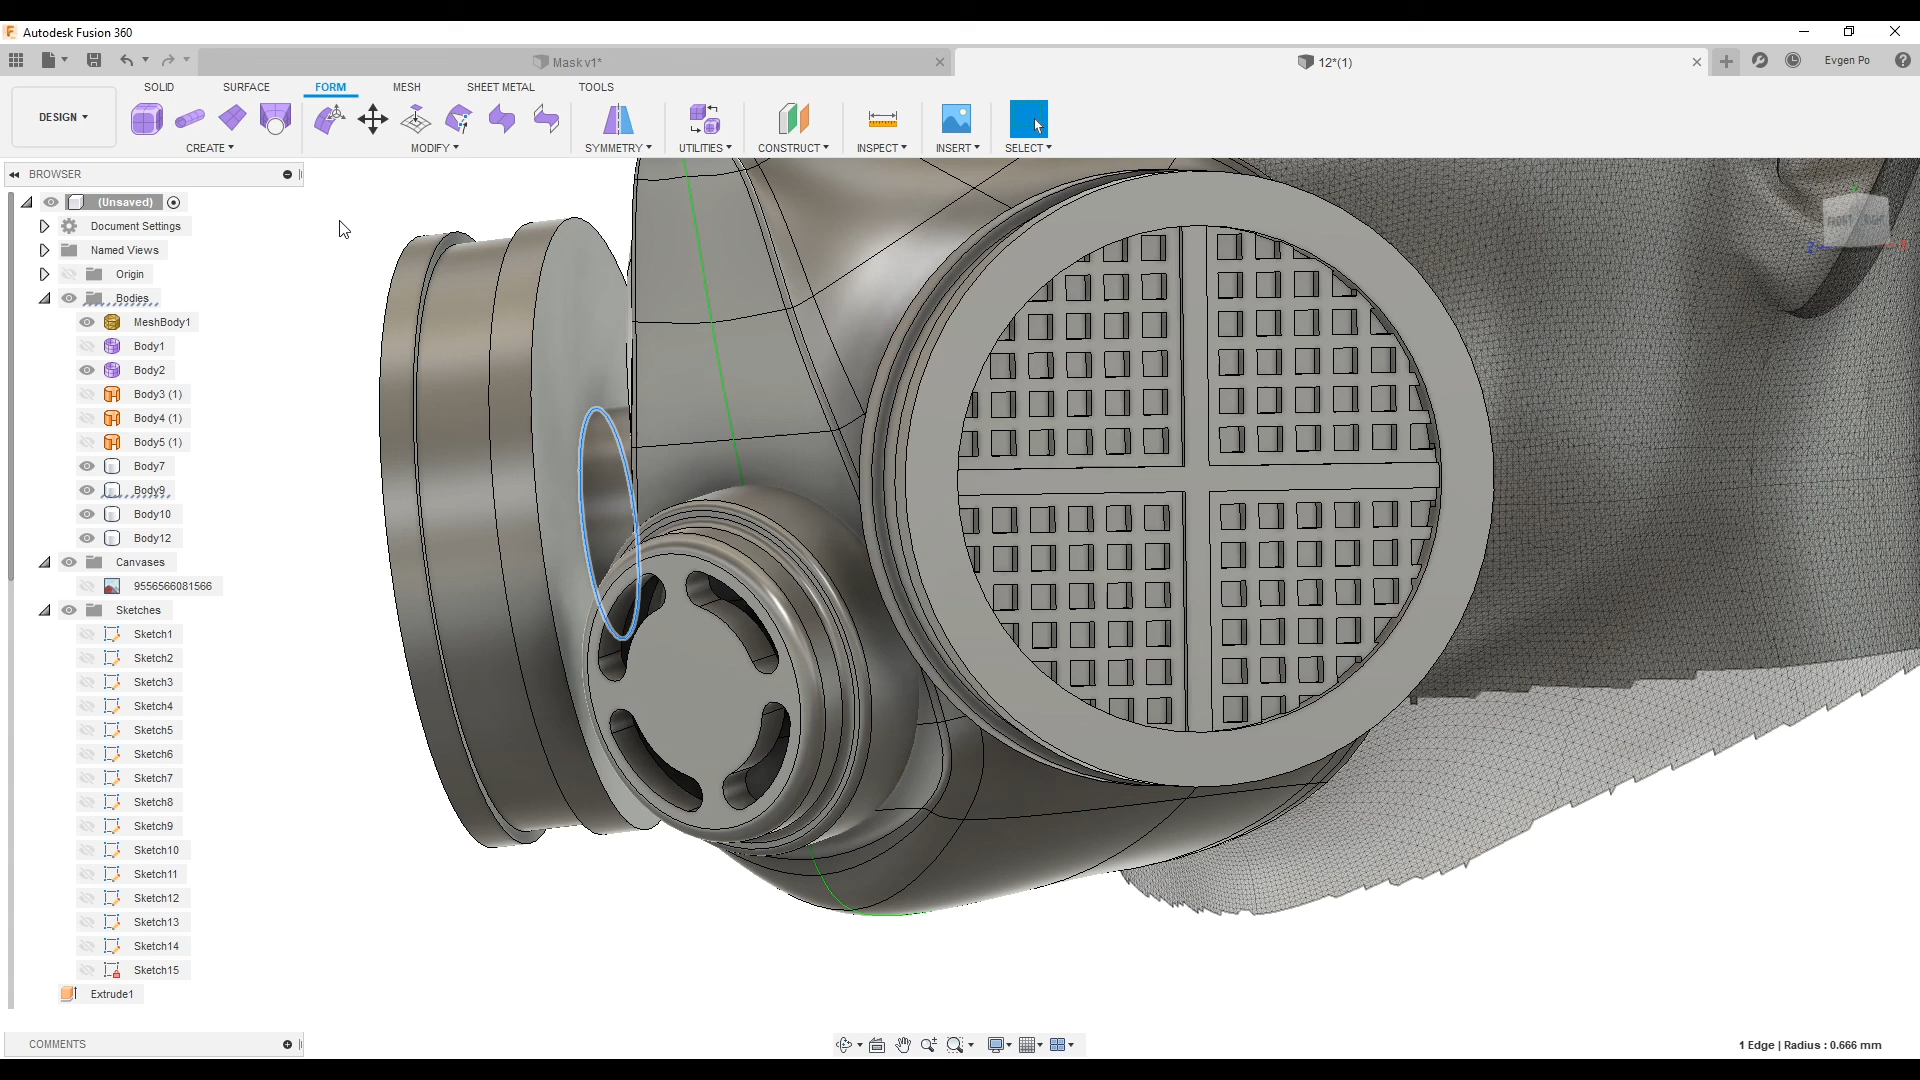 Autodesk Fusion 360
Mask v1*
12*(1)
Evgen Po
DESIGN
SOLID
SURFACE
FORM
MESH
SHEET METAL
TOOLS
CREATE
MODIFY
SYMMETRY
UTILITIES
CONSTRUCT
INSPECT
INSERT
SELECT
BROWSER
(Unsaved)
Document Settings
Named Views
Origin
Bodies
MeshBody1
Body1
Body2
Body3 (1)
Body4 (1)
Body5 (1)
Body7
Body9
Body10
Body12
Canvases
9556566081566
Sketches
Sketch1
Sketch2
Sketch3
Sketch4
Sketch5
Sketch6
Sketch7
Sketch8
Sketch9
Sketch10
Sketch11
Sketch12
Sketch13
Sketch14
Sketch15
Extrude1
FRONT
RIGHT
Z
COMMENTS
1 Edge | Radius : 0.666 mm